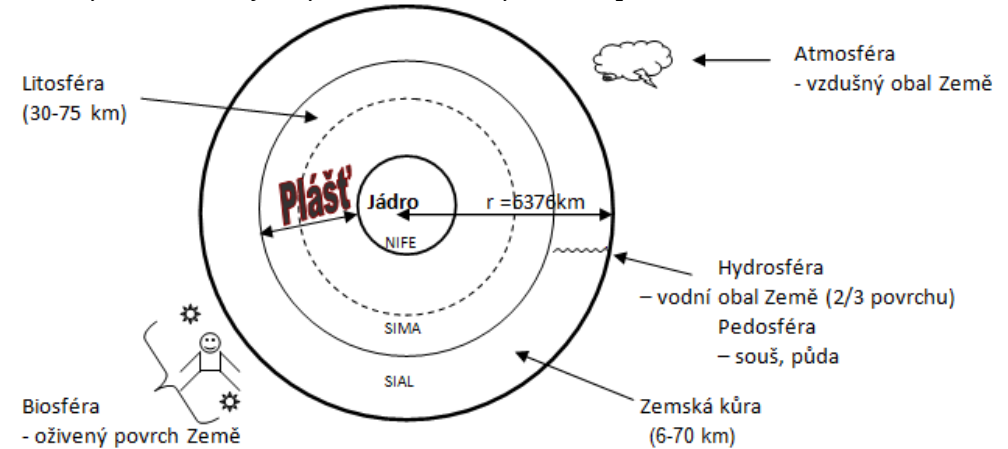 Litosféra
(30-75 km)
Atmosféra
- vzdušný obal Země
Plášť
Jádro
r =6376km
NIFE
Hydrosféra
– vodní obal Země (2/3 povrchu)
Pedosféra
– souš, půda
SIMA
SIAL
Biosféra
- oživený povrch Země
Zemská kůra
(6-70 km)